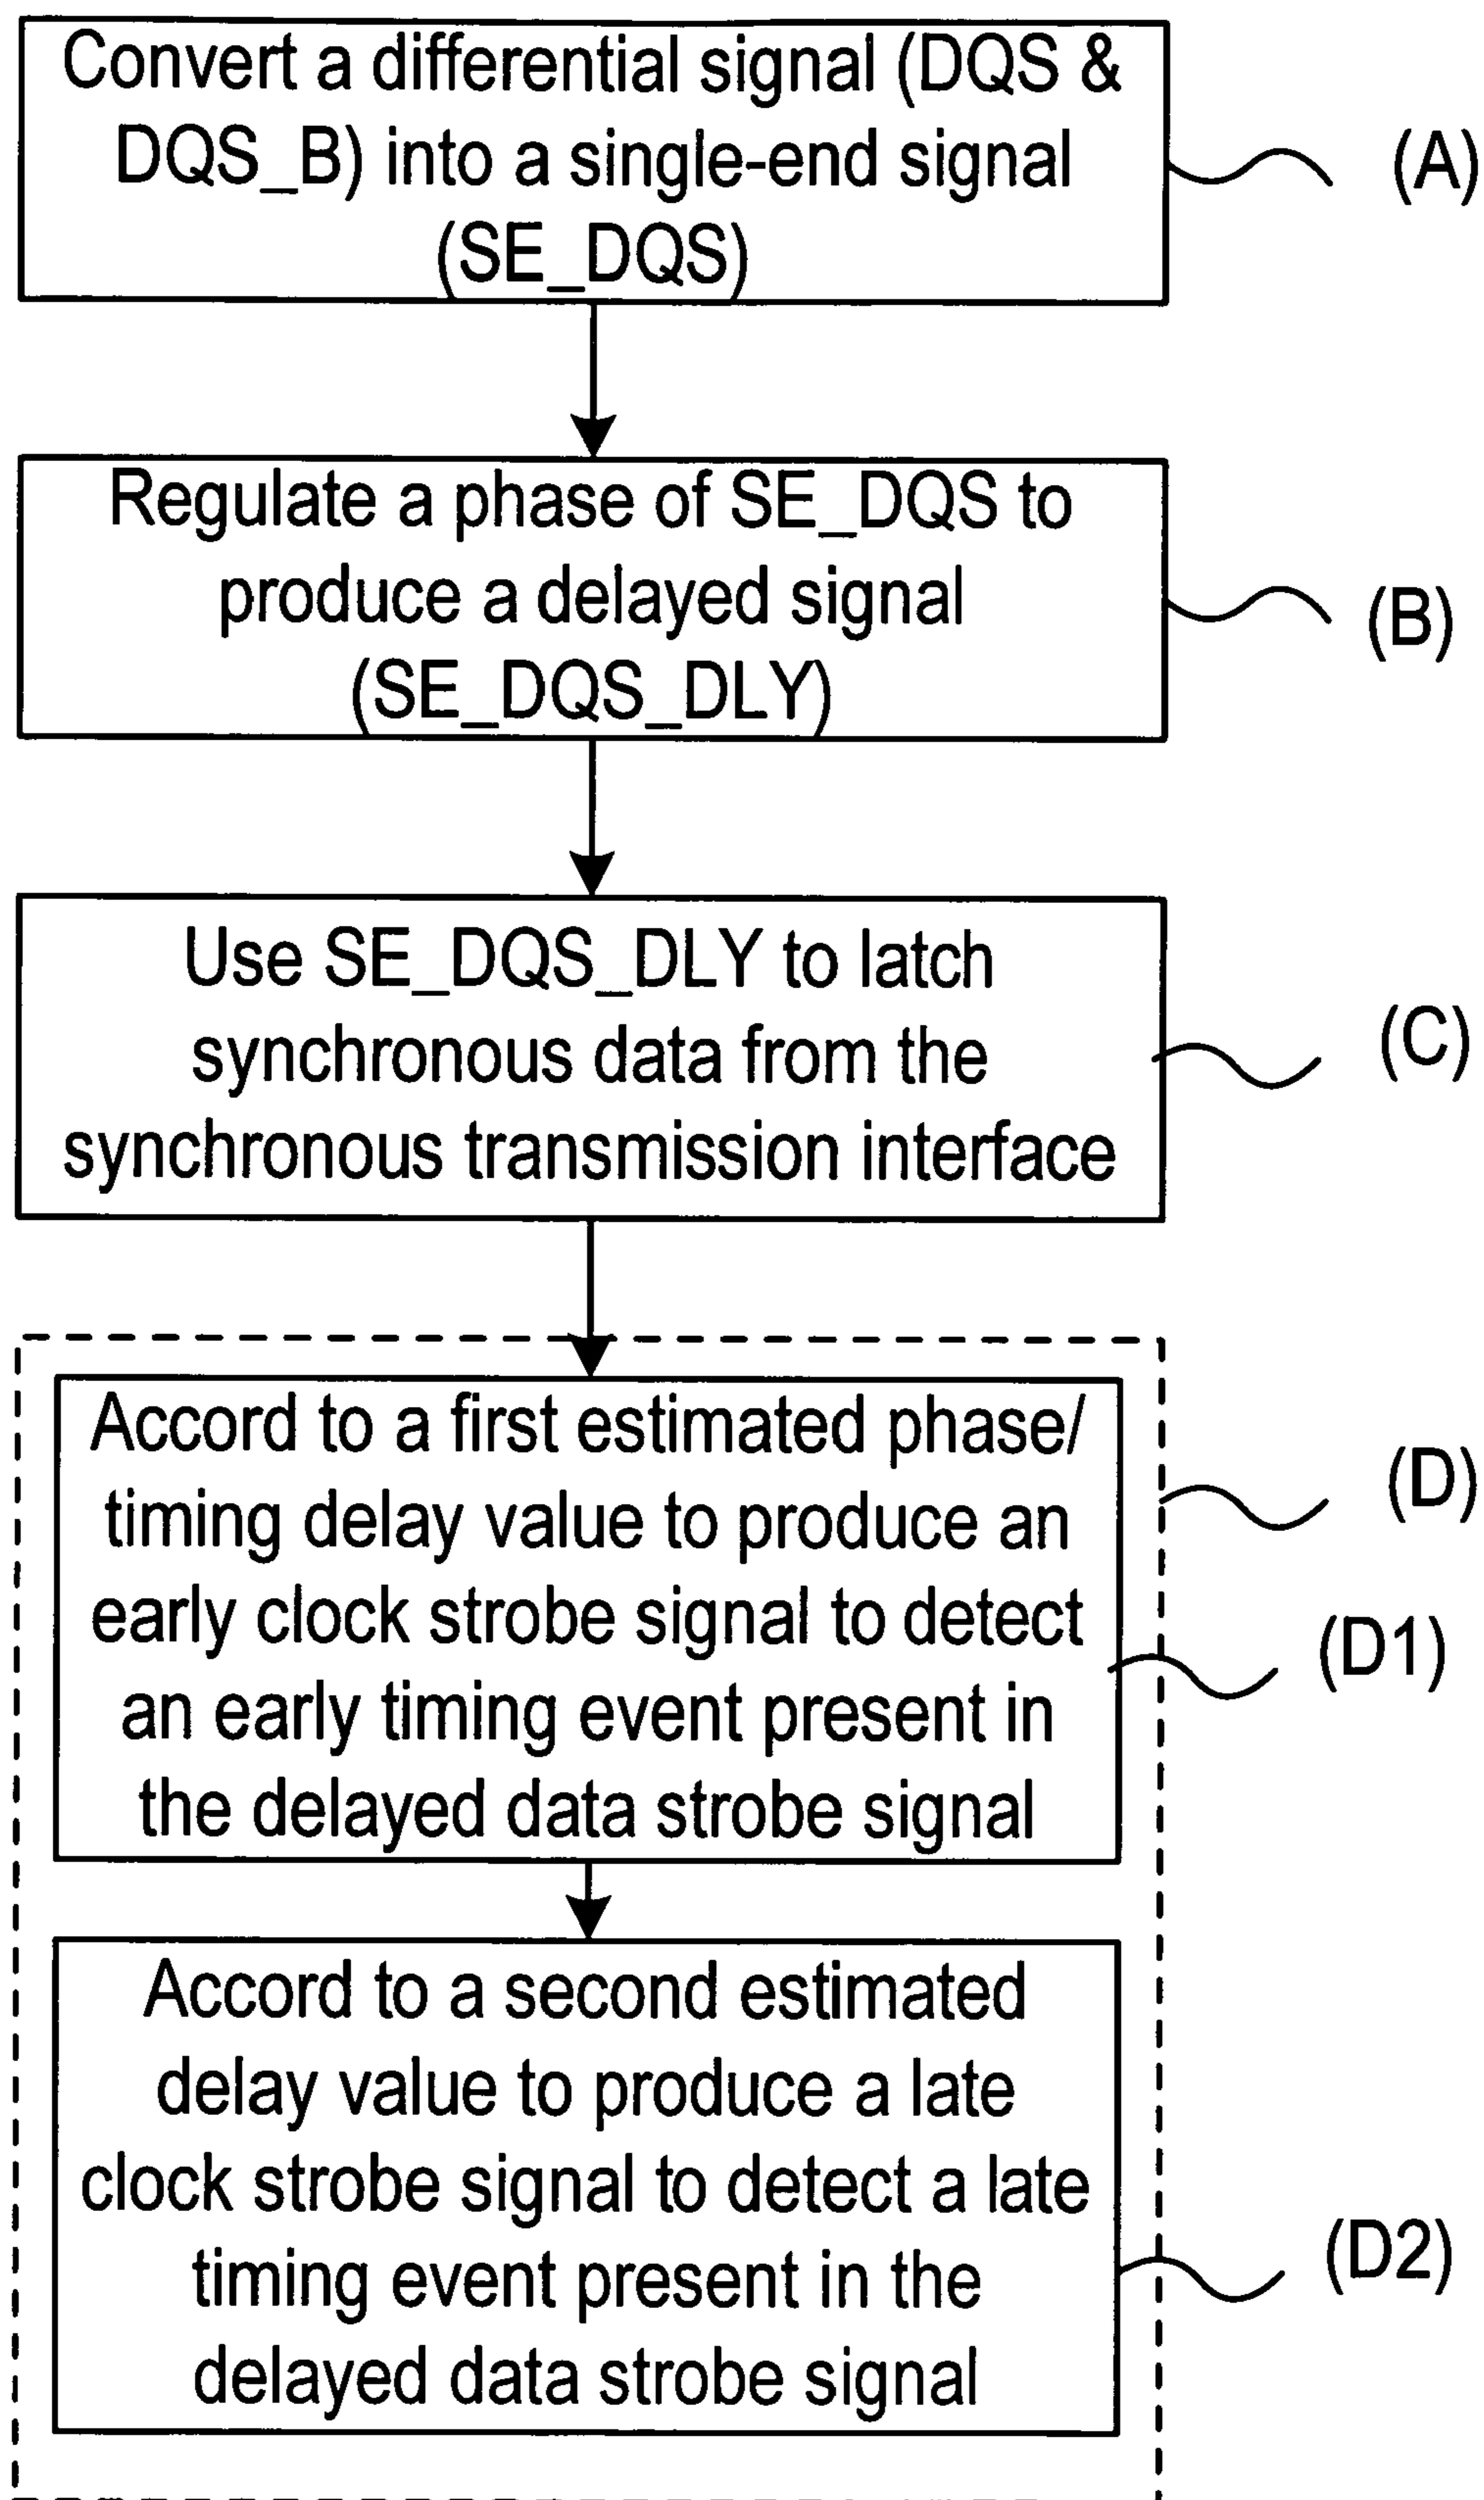 Convert a differential signal (DQS &
DQS_B) into a single-end signal
(SE_DQS)
(A)
Regulate a phase of SE_DQS to
produce a delayed signal
(SE_DQS_DLY)
(B)
Use SE_DQS_DLY to latch
synchronous data from the
synchronous transmission interface
(C)
According to a first estimated phase/
timing delay value to produce an
early clock strobe signal to detect
an early timing event present in
the delayed data strobe signal
(D)
(D1)
Accord to a second estimated
delay value to produce a late
clock strobe signal to detect a late
timing event present in the
delayed data strobe signal
(D2)